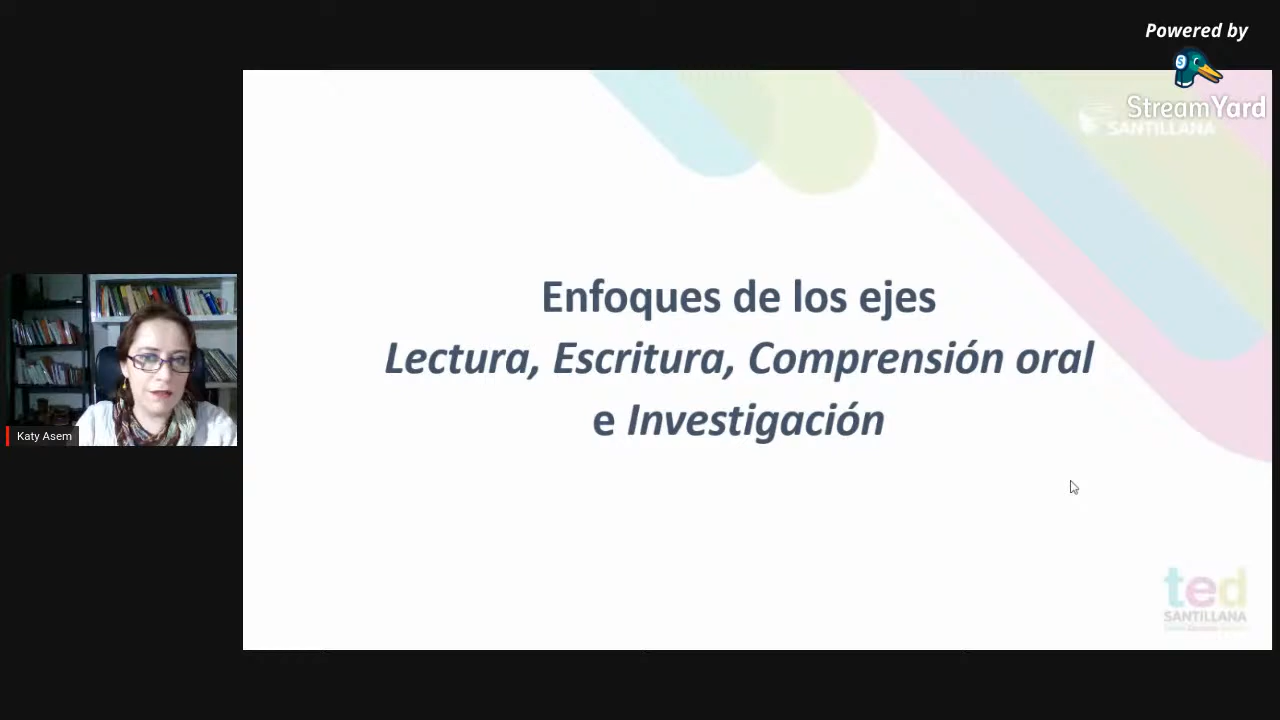 Powered by
StreamYard
SANTILLANA
Enfoques de los ejes
Lectura, Escritura, Comprensión oral
e Investigación
Katy Asem
ted
SANTILLANA